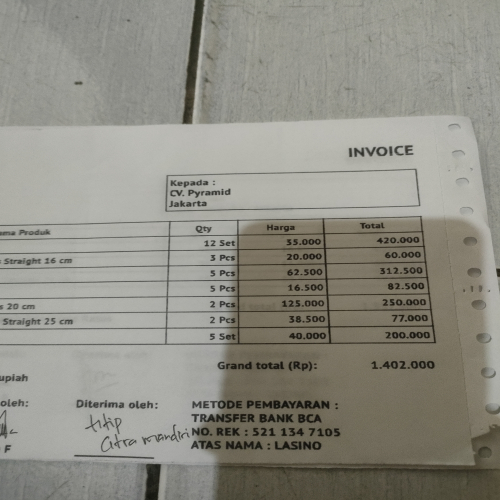 INVOICE
Kepada :
CV. Pyramid
Jakarta
ama Produk Qty Harga Total
12 Set 35.000 420.000
Straight 16 cm 3 Pcs 20.000 60.000
5 Pcs 62.500 312.500
5 Pcs 16.500 82.500
s 20 cm 2 Pcs 125.000 250.000
Straight 25 cm 2 Pcs 38.500 77.000
5 Set 40.000 200.000
Grand total (Rp): 1.402.000
upiah
oleh: Diterima oleh: METODE PEMBAYARAN :
titip TRANSFER BANK BCA
Citra mandiri NO. REK : 521 134 7105
F ATAS NAMA : LASINO